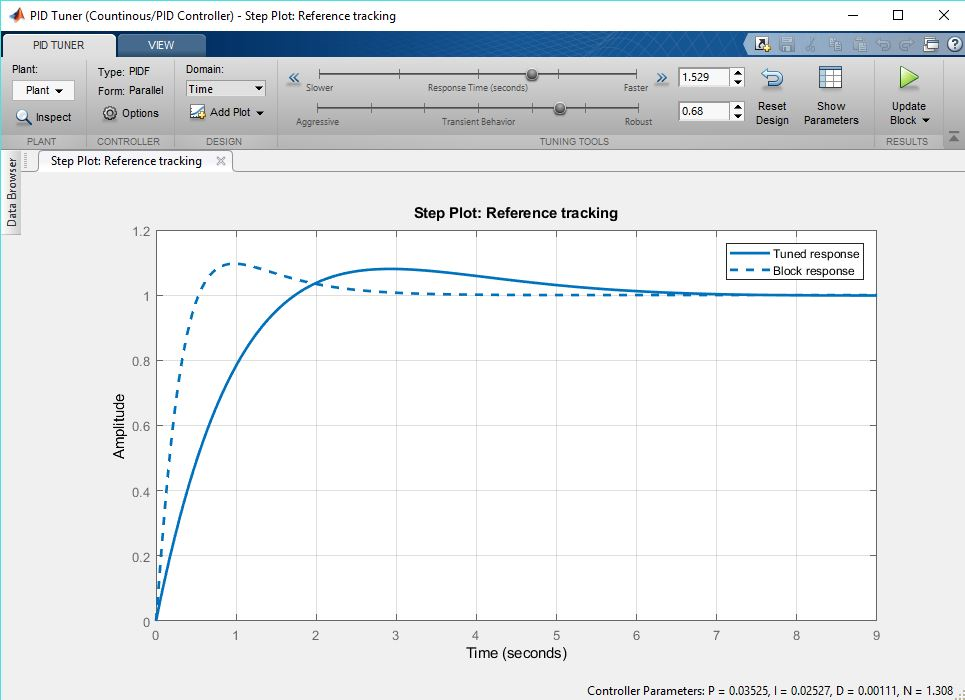 PID Tuner (Countinous/PID Controller) - Step Plot: Reference tracking
PID TUNER VIEW
Plant:
Plant
Inspect
PLANT
Type: PIDF
Form: Parallel
Options
CONTROLLER
Domain:
Time
Add Plot
DESIGN
Slower Response Time (seconds) Faster
1.529
Aggressive Transient Behavior Robust
0.68
Reset
Design
Show
Parameters
TUNING TOOLS
Update
Block
RESULTS
Data Browser
Step Plot: Reference tracking
Step Plot: Reference tracking
Tuned response
Block response
Amplitude
1.2
1
0.8
0.6
0.4
0.2
0
0 1 2 3 4 5 6 7 8 9
Time (seconds)
Controller Parameters: P = 0.03525, I = 0.02527, D = 0.00111, N = 1.308